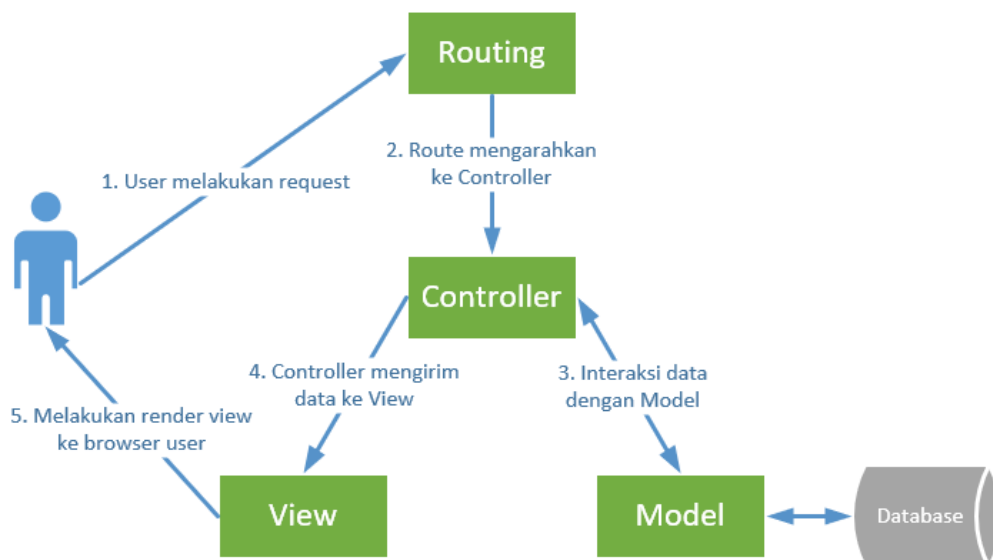 Routing
2. Route mengarahkan
ke Controller
1. User melakukan request
Controller
4. Controller mengirim
data ke View
3. Interaksi data
dengan Model
5. Melakukan render view
ke browser user
View
Model
Database